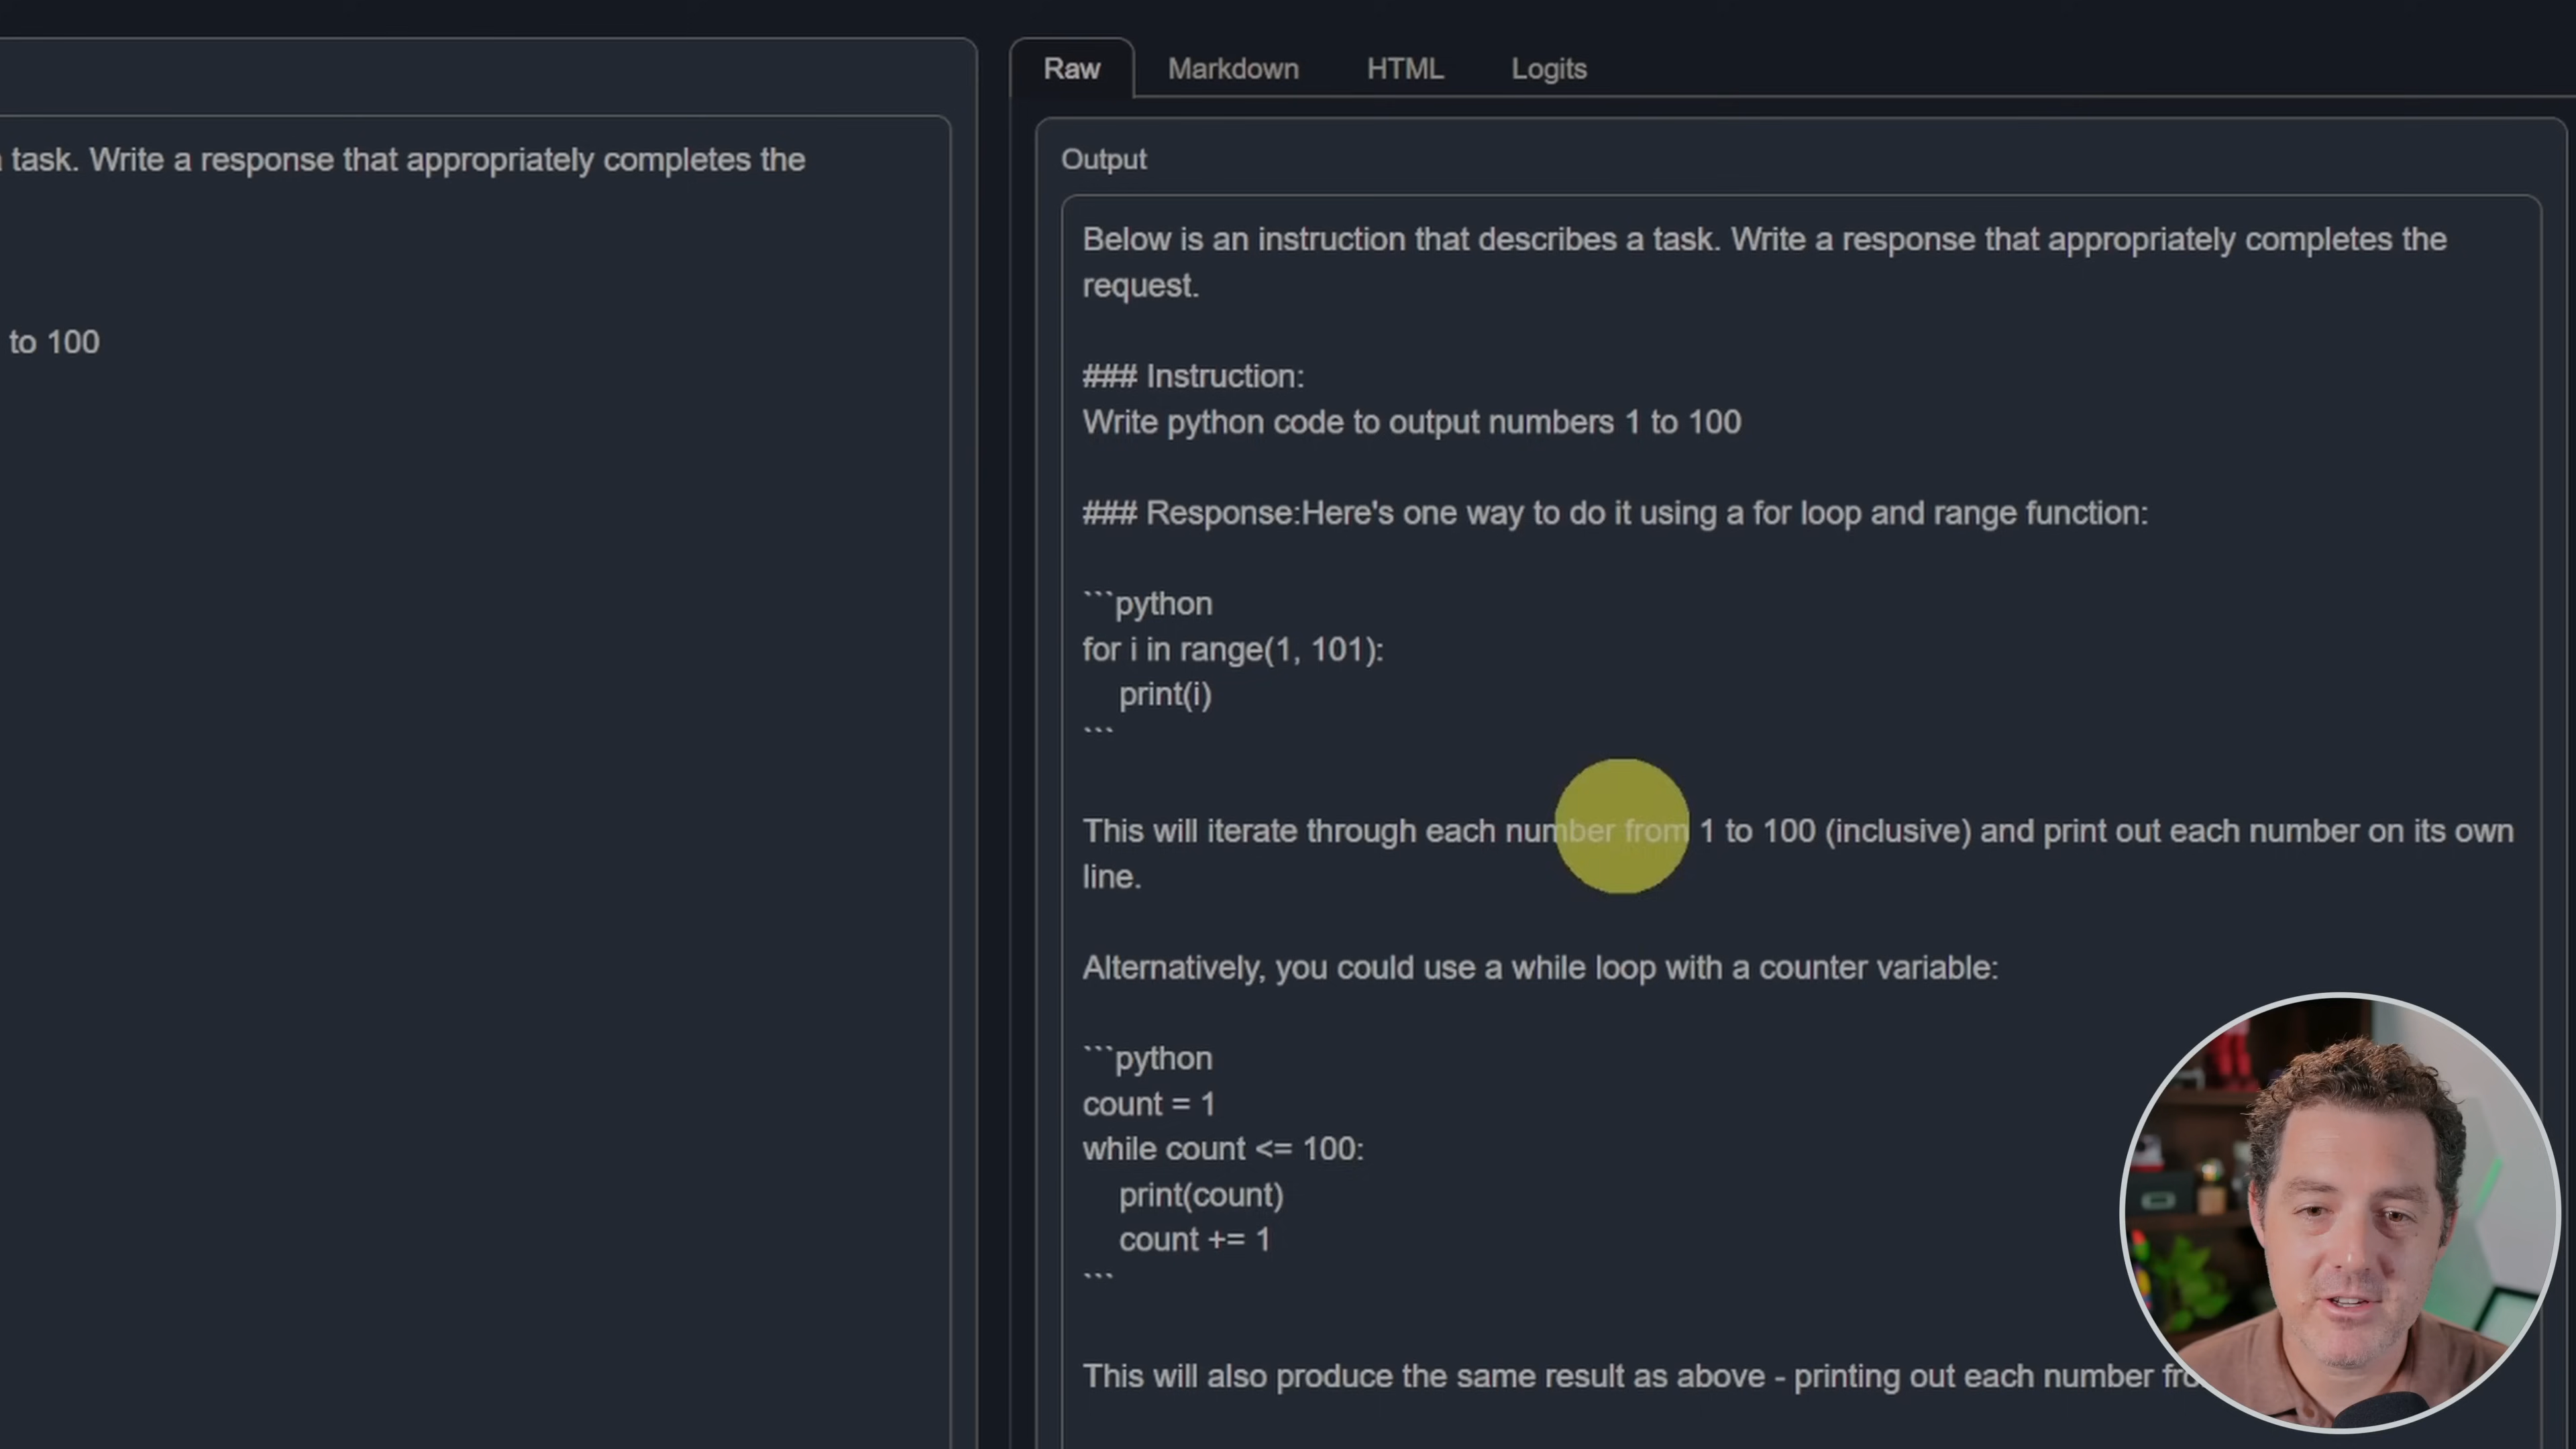 task. Write a response that appropriately completes the
to 100
Raw
Markdown
HTML
Logits
Output
Below is an instruction that describes a task. Write a response that appropriately completes the
request.
### Instruction:
Write python code to output numbers 1 to 100
### Response:Here's one way to do it using a for loop and range function:
```python
for i in range(1, 101):
    print(i)
```
This will iterate through each number from 1 to 100 (inclusive) and print out each number on its own
line.
Alternatively, you could use a while loop with a counter variable:
```python
count = 1
while count <= 100:
    print(count)
    count += 1
```
This will also produce the same result as above - printing out each number